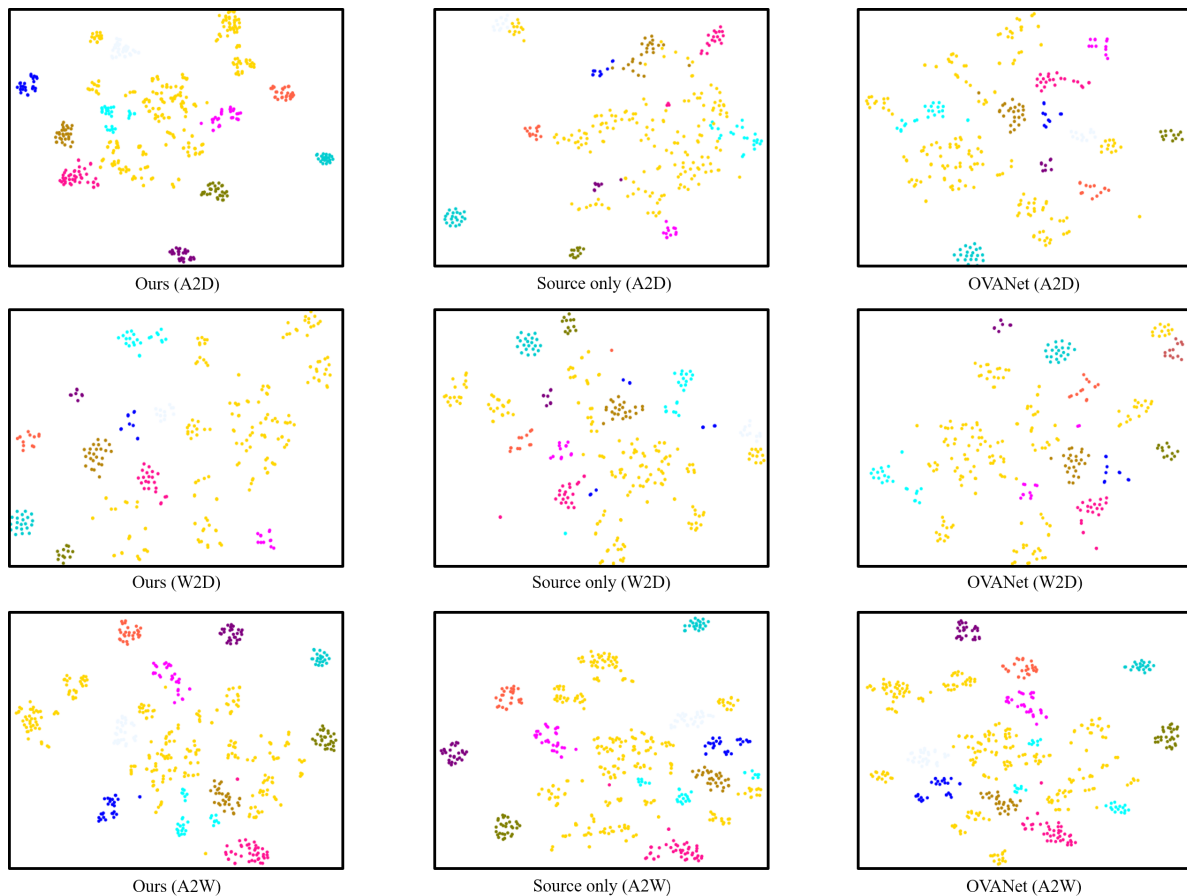 Ours (A2D)
Source only (A2D)
OVANet (A2D)
Ours (W2D)
Source only (W2D)
OVANet (W2D)
Ours (A2W)
Source only (A2W)
OVANet (A2W)